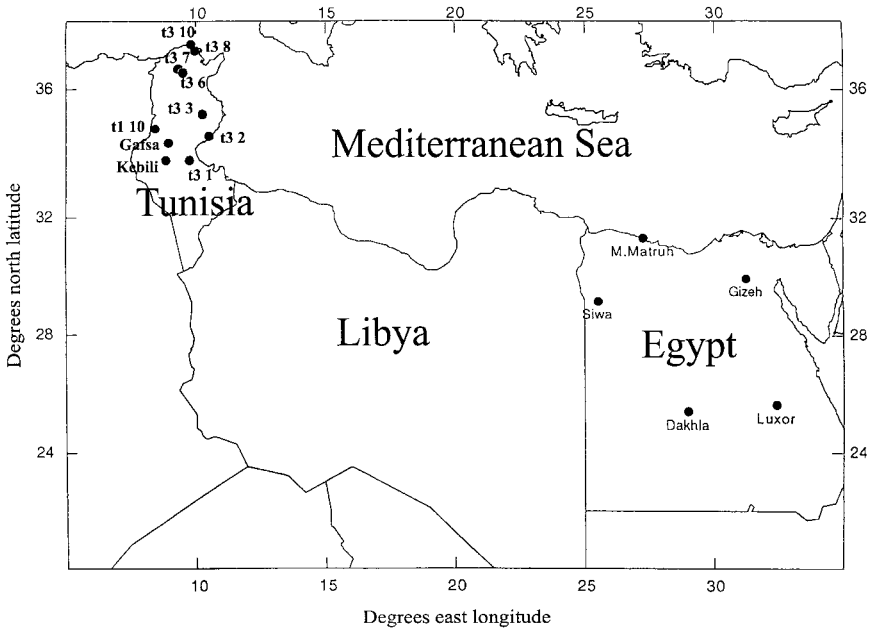 10 15 20 25 30
t3 10
t3 8
t3 7
36 t3 6 36
t3 3
t1 10
t3 2
Gafsa
Mediterranean Sea
Kebili
t3 1
Tunisia
32 32
M.Matruh
Gizeh
Siwa
28 Libya Egypt 28
Dakhla Luxor
24 24
Degrees north latitude
10 15 20 25 30
Degrees east longitude